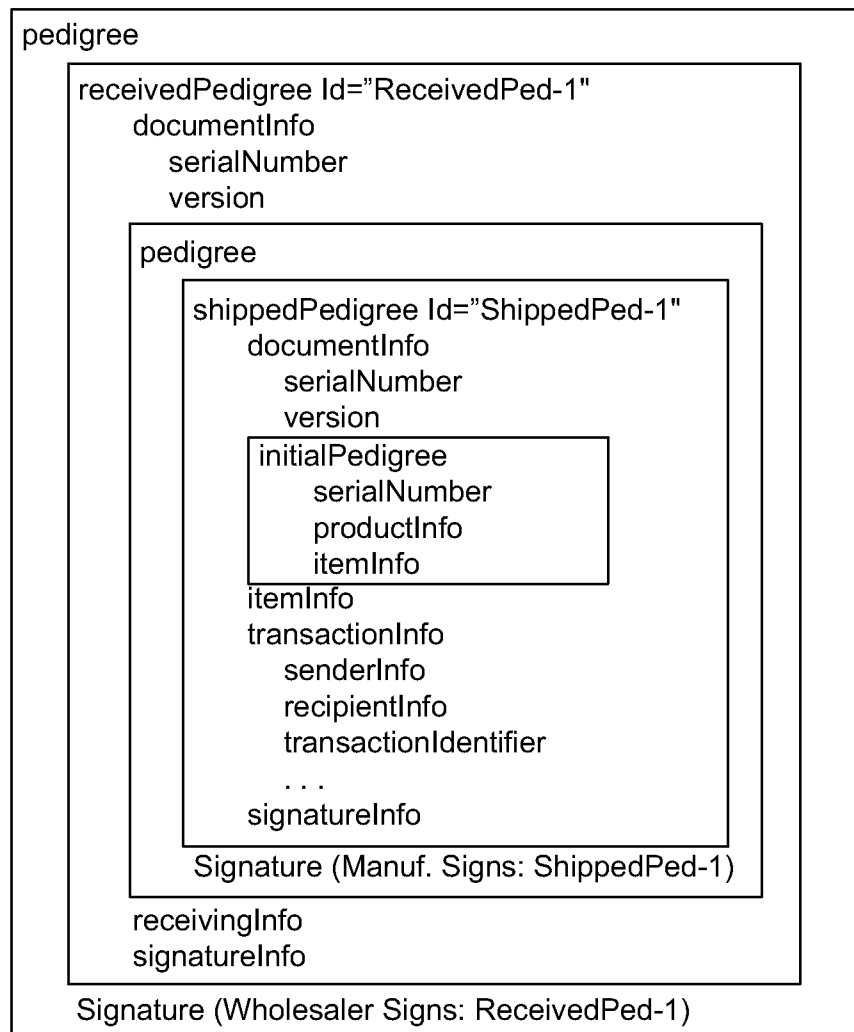 pedigree
receivedPedigree Id=”ReceivedPed-1"
documentInfo
serialNumber
version
pedigree
shippedPedigree Id=”ShippedPed-1"
documentInfo
serialNumber
version
initialPedigree
serialNumber
productInfo
itemInfo
itemInfo
transactionInfo
senderInfo
recipientInfo
transactionIdentifier
. . .
signatureInfo
Signature (Manuf. Signs: ShippedPed-1)
receivingInfo
signatureInfo
Signature (Wholesaler Signs: ReceivedPed-1)